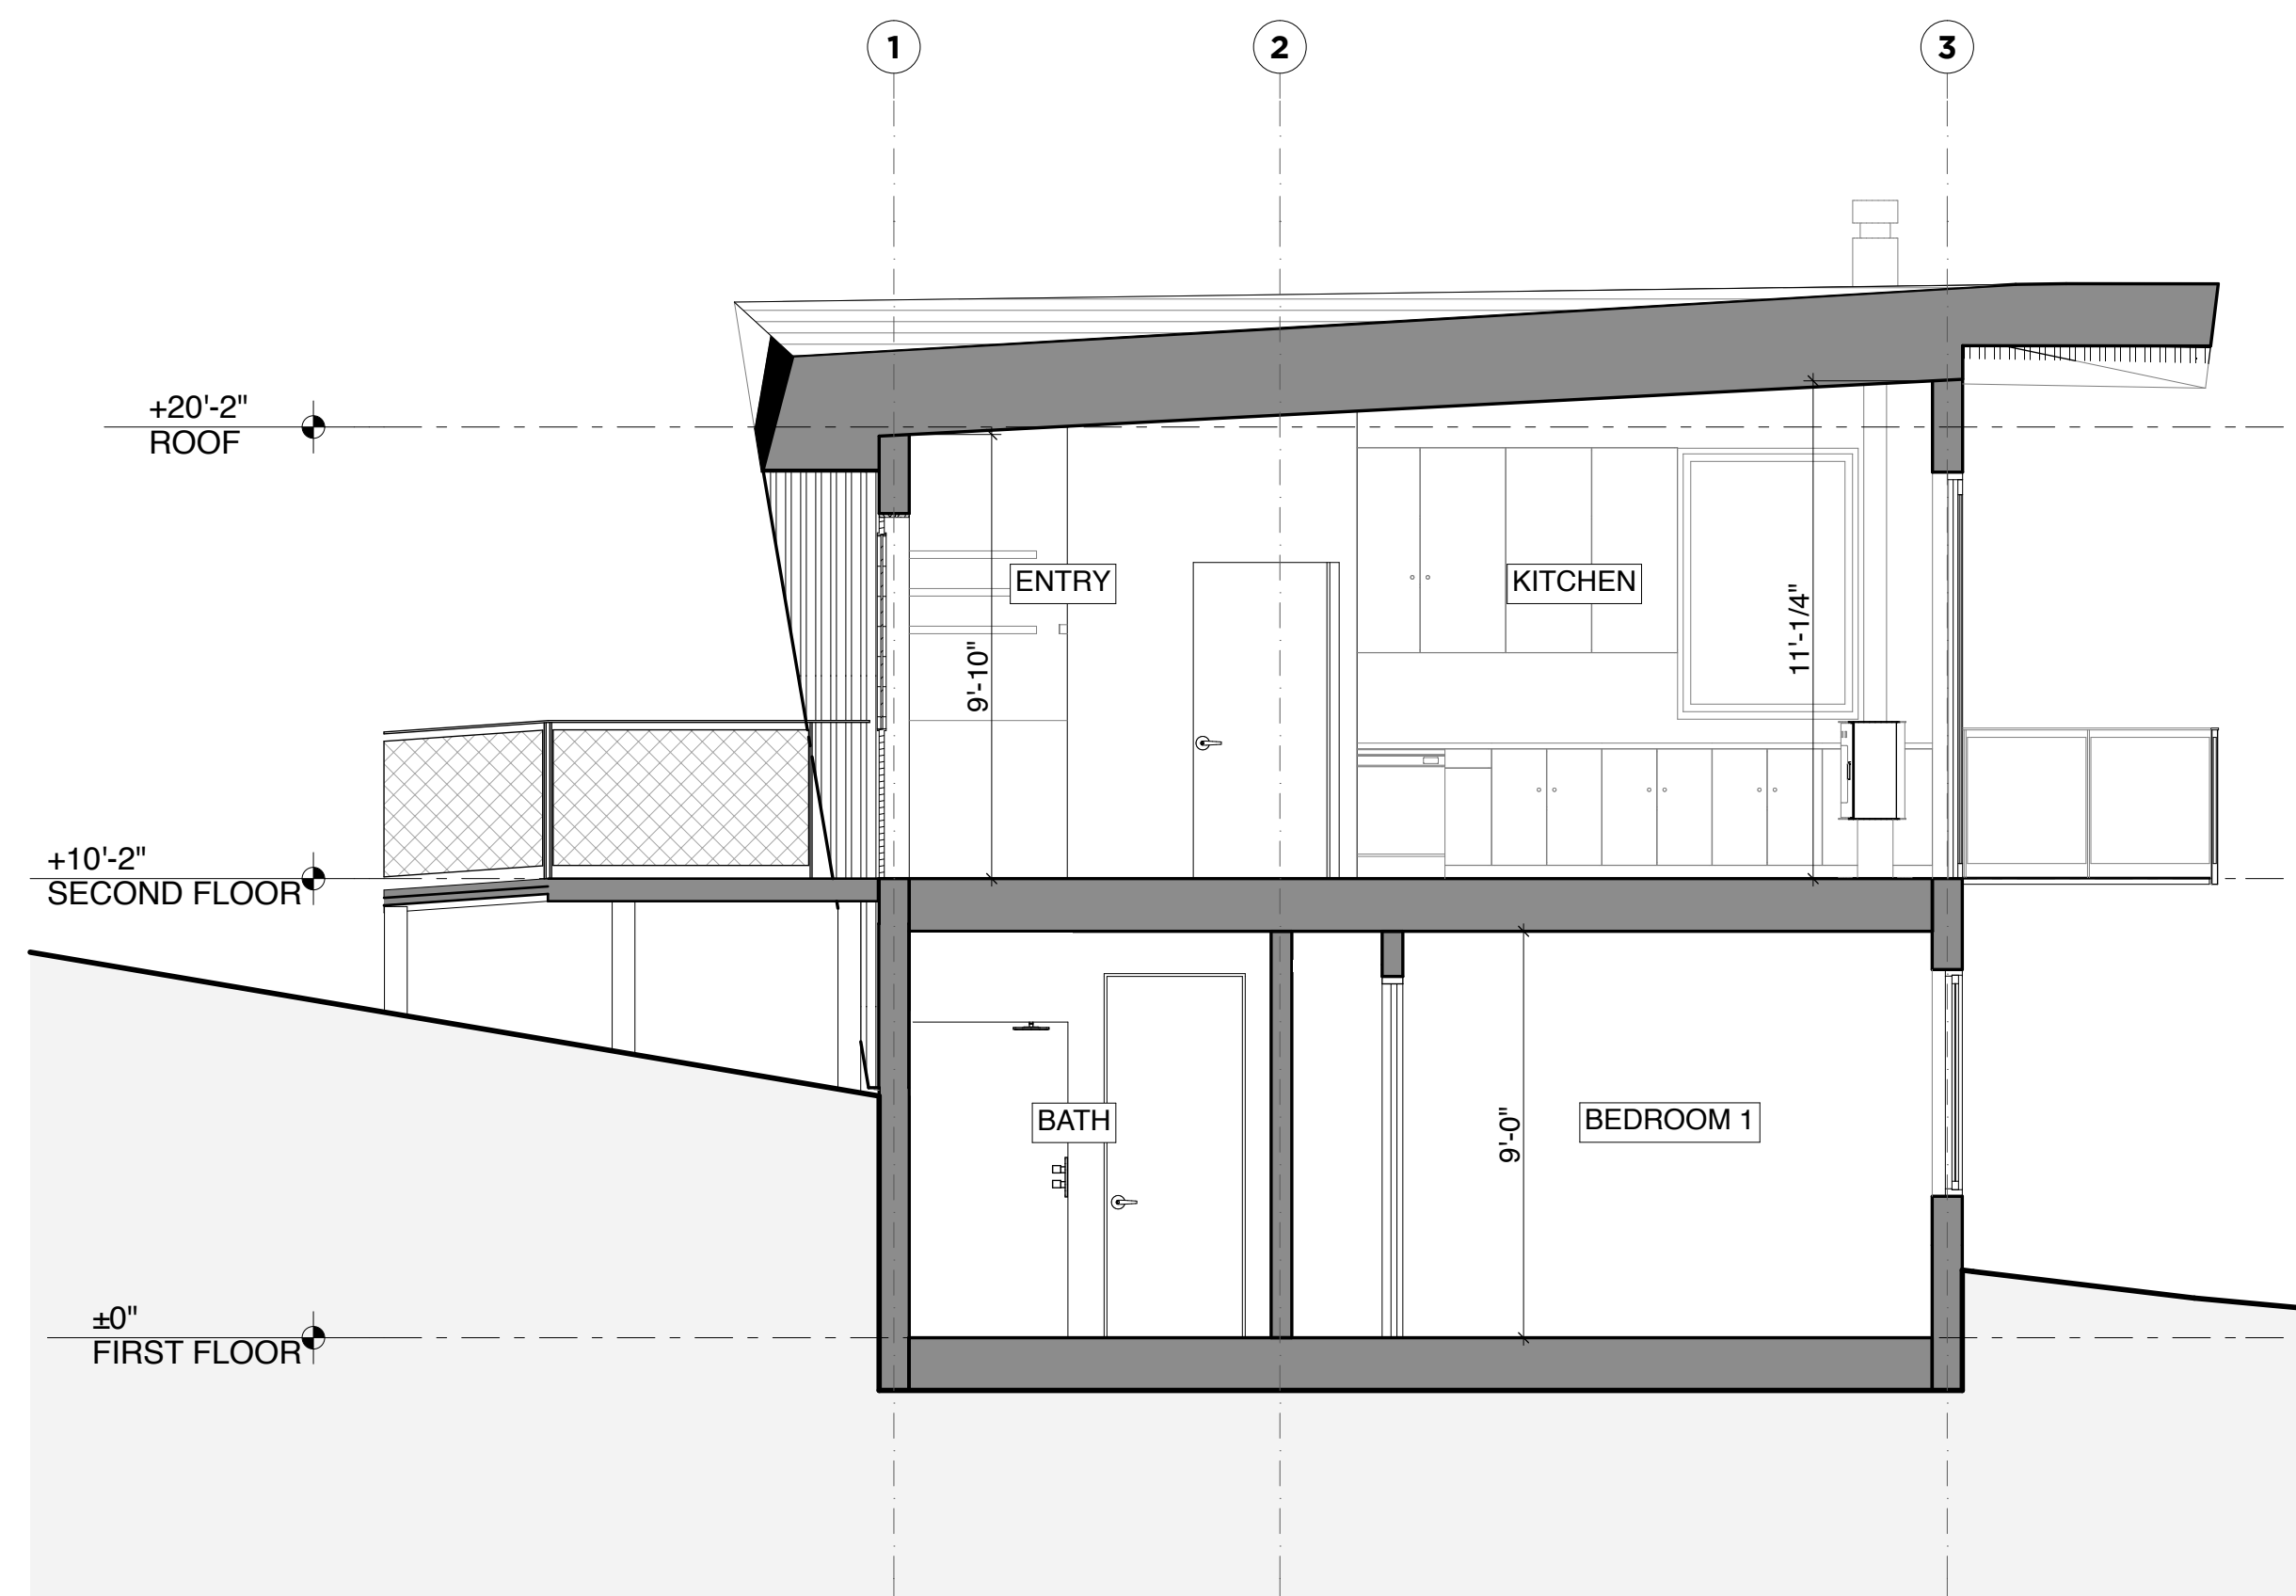 1
2
3
+20'-2"
ROOF
ENTRY
KITCHEN
9'-10"
11'-1/4"
+10'-2"
SECOND FLOOR
BATH
9'-0"
BEDROOM 1
±0"
FIRST FLOOR